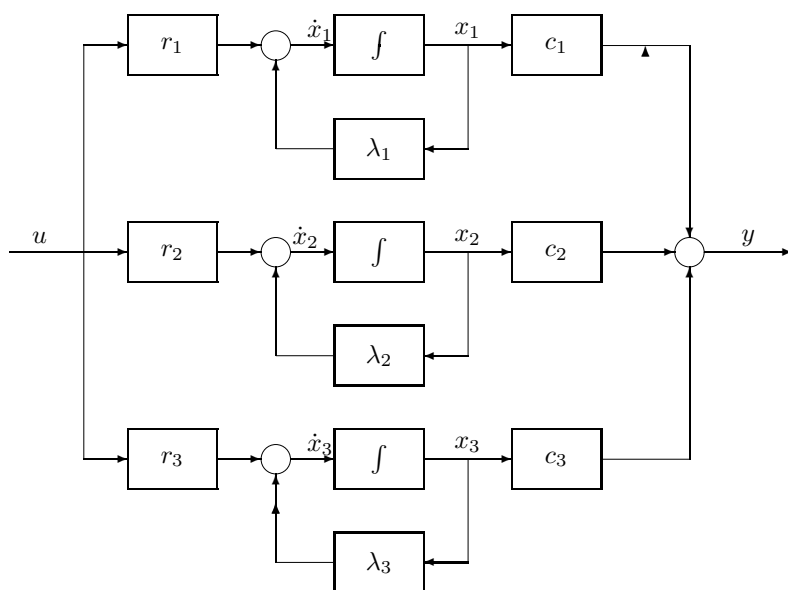 r₁ ẋ₁ ∫ x₁ c₁
λ₁
u r₂ ẋ₂ ∫ x₂ c₂ y
λ₂
r₃ ẋ₃ ∫ x₃ c₃
λ₃